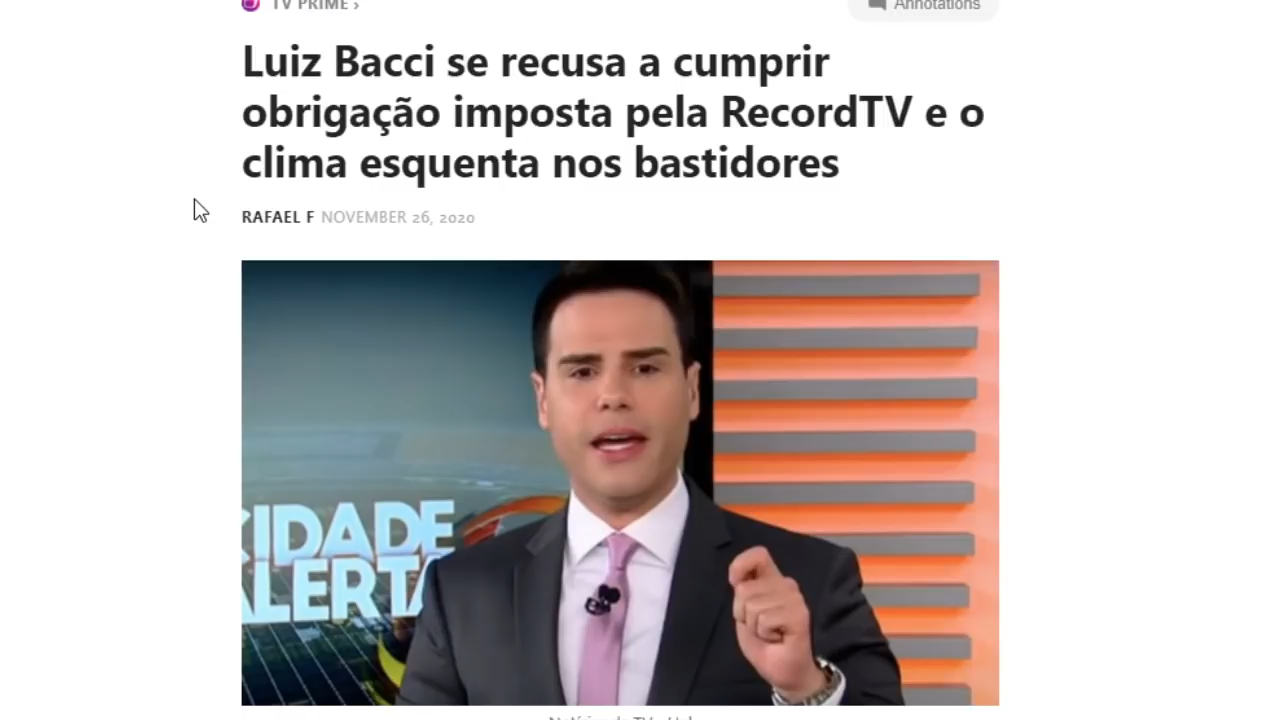 TV PRIME ›
Annotations
Luiz Bacci se recusa a cumprir
obrigação imposta pela RecordTV e o
clima esquenta nos bastidores
RAFAEL F NOVEMBER 26, 2020
CIDADE
ALERTA